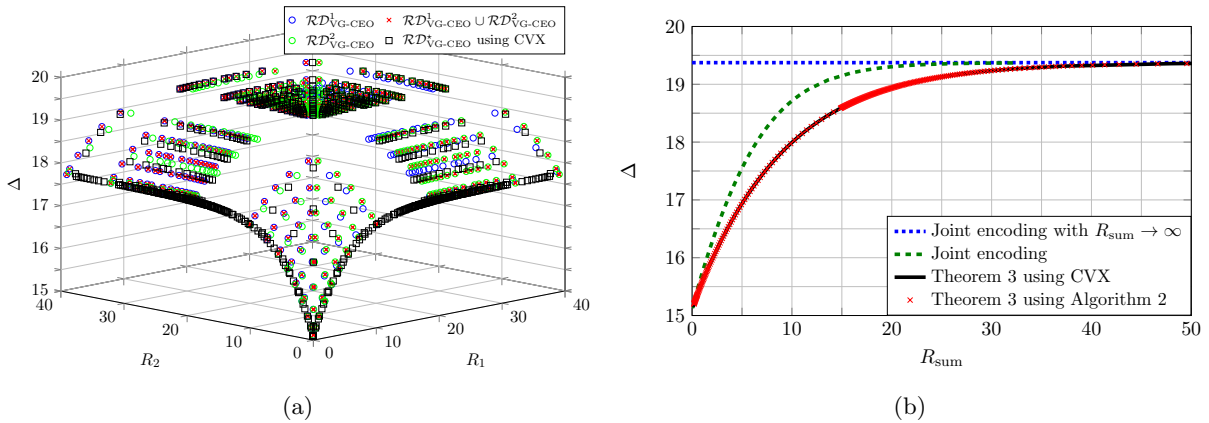 RD¹VG-CEO
RD¹VG-CEO ∪ RD²VG-CEO
RD²VG-CEO
RD*VG-CEO using CVX
20
19
18
17
16
15
Δ
40
30
20
10
0
R₂
0
10
20
30
40
R₁
(a)
20
19
18
17
16
15
Δ
0
10
20
30
40
50
Rsum
Joint encoding with Rsum → ∞
Joint encoding
Theorem 3 using CVX
Theorem 3 using Algorithm 2
(b)